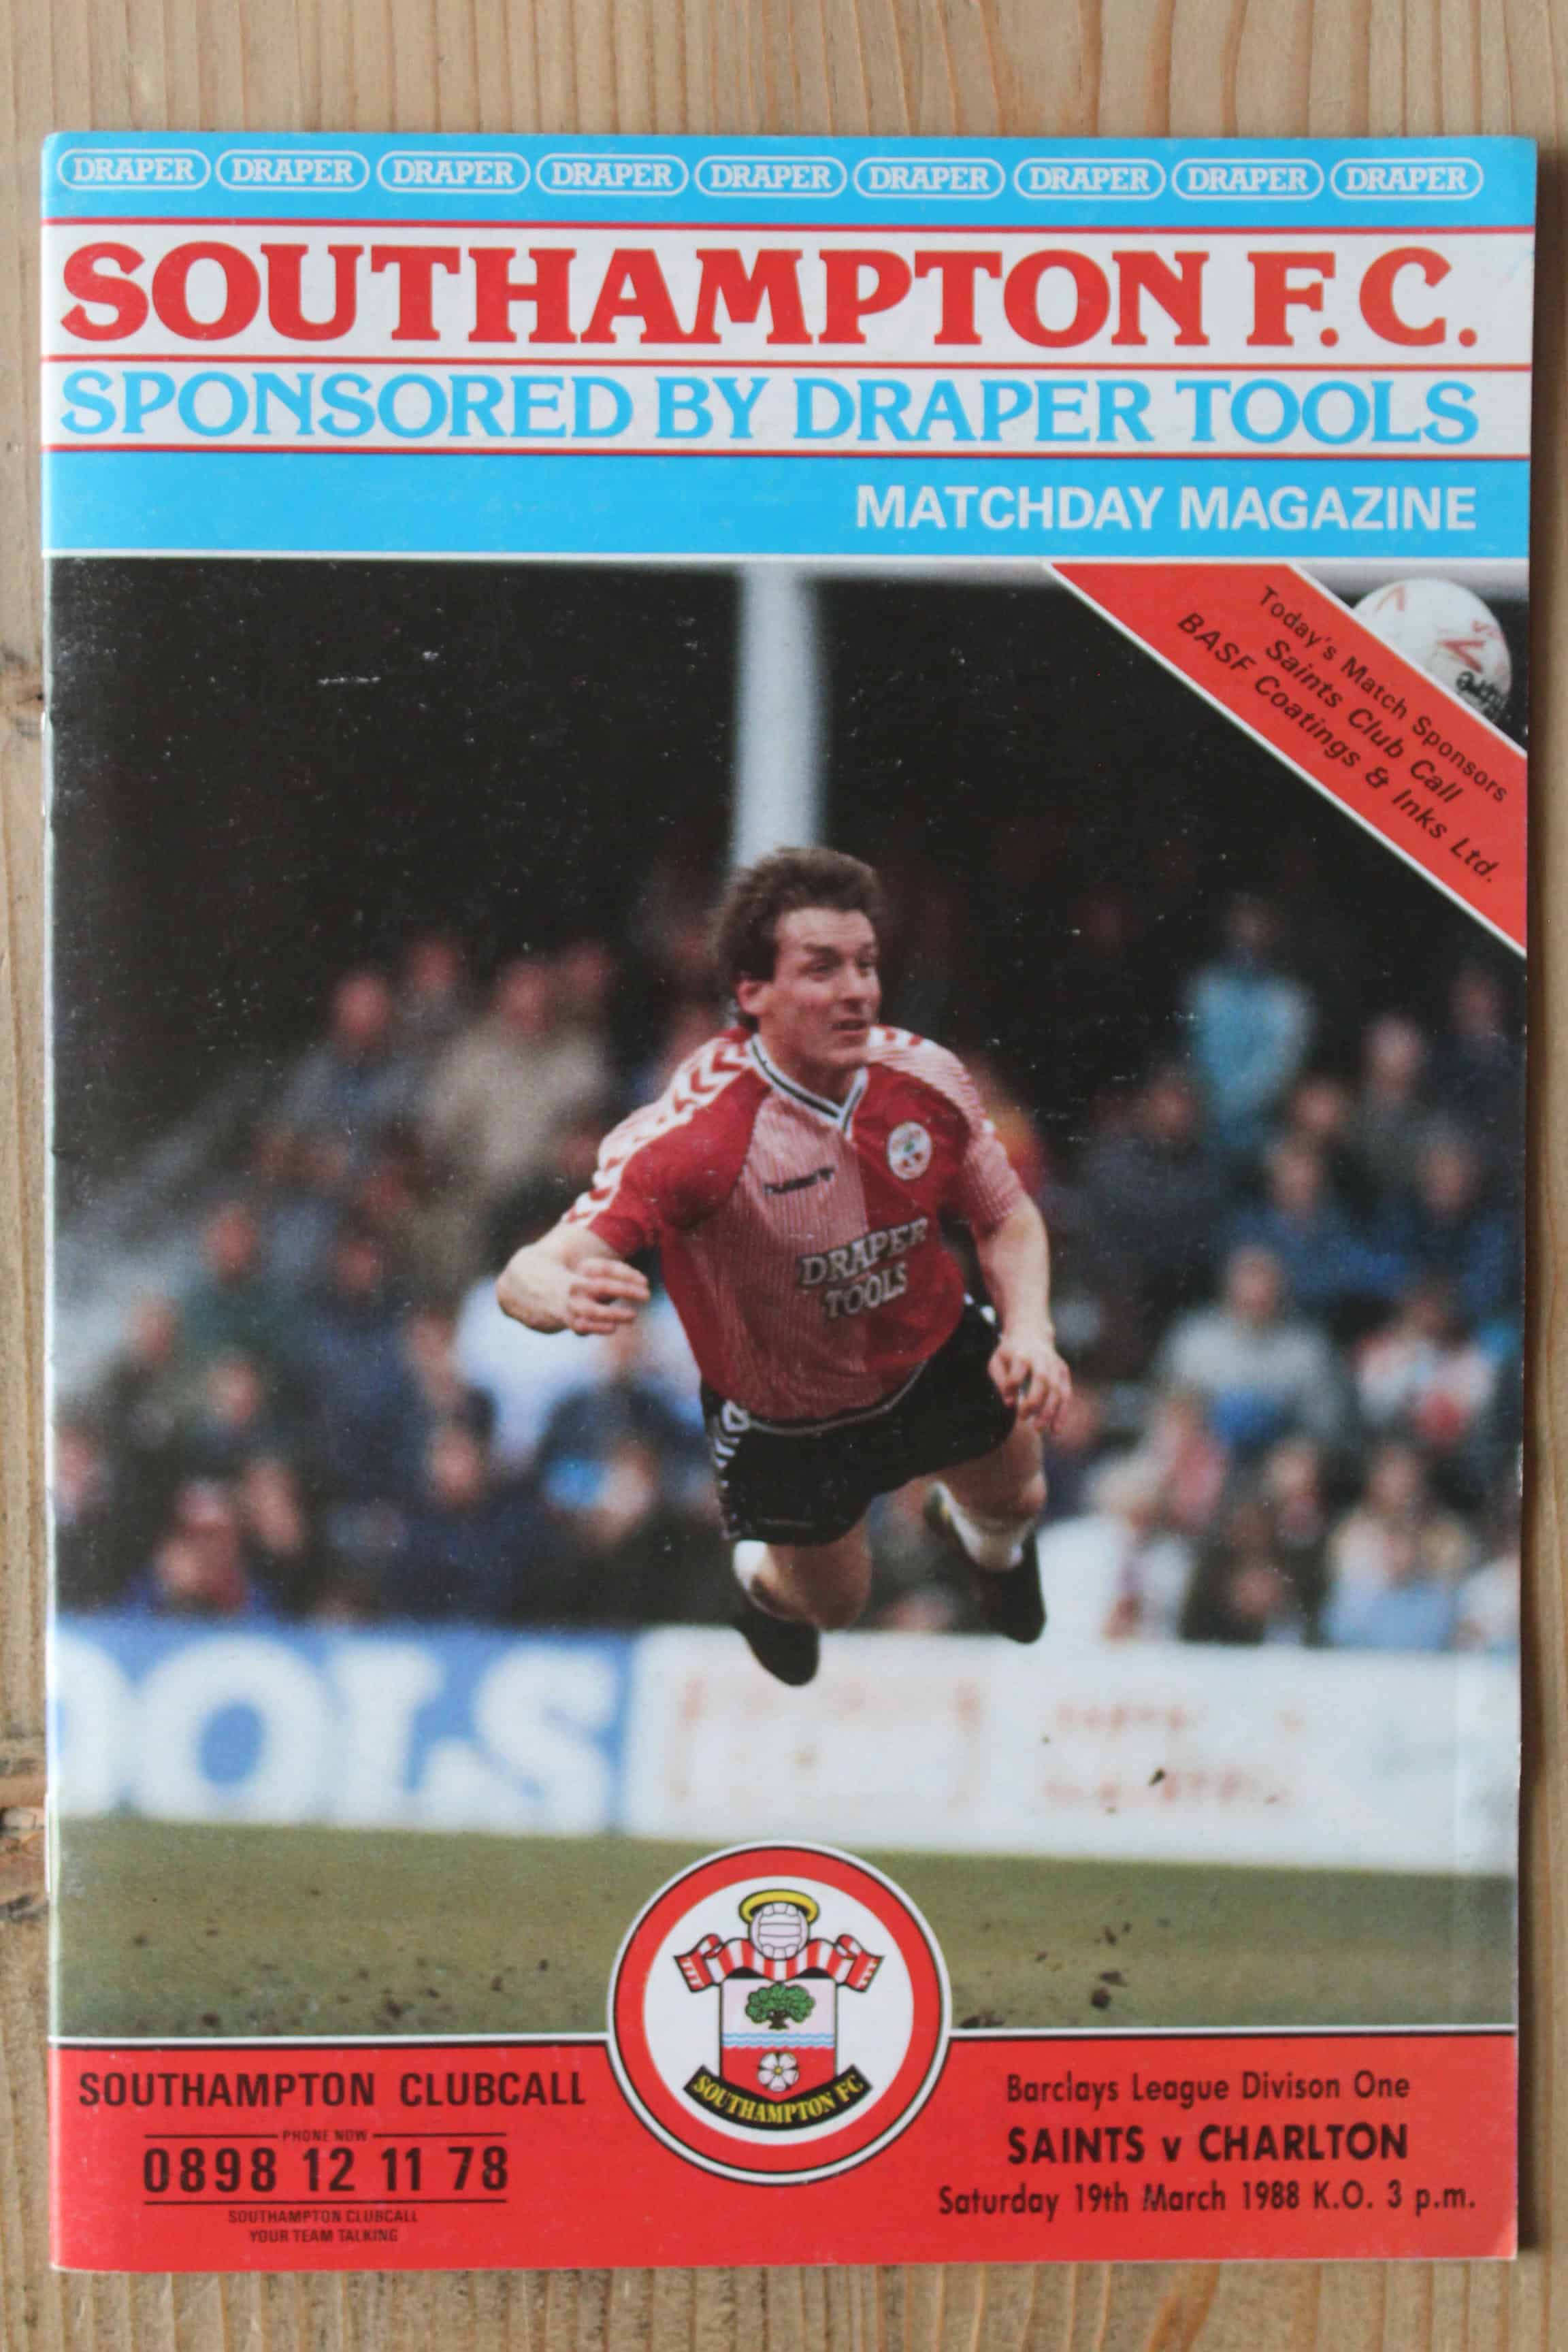 DRAPER DRAPER DRAPER DRAPER DRAPER DRAPER DRAPER DRAPER DRAPER
SOUTHAMPTON F.C.
SPONSORED BY DRAPER TOOLS
MATCHDAY MAGAZINE
Today's Match Sponsors
Saints Club Call
BASF Coatings & Inks Ltd.
DRAPER
TOOLS
OOLS
SOUTHAMPTON FC
SOUTHAMPTON CLUBCALL
PHONE NOW
0898 12 11 78
SOUTHAMPTON CLUBCALL
YOUR TEAM TALKING
Barclays League Divison One
SAINTS v CHARLTON
Saturday 19th March 1988 K.O. 3 p.m.